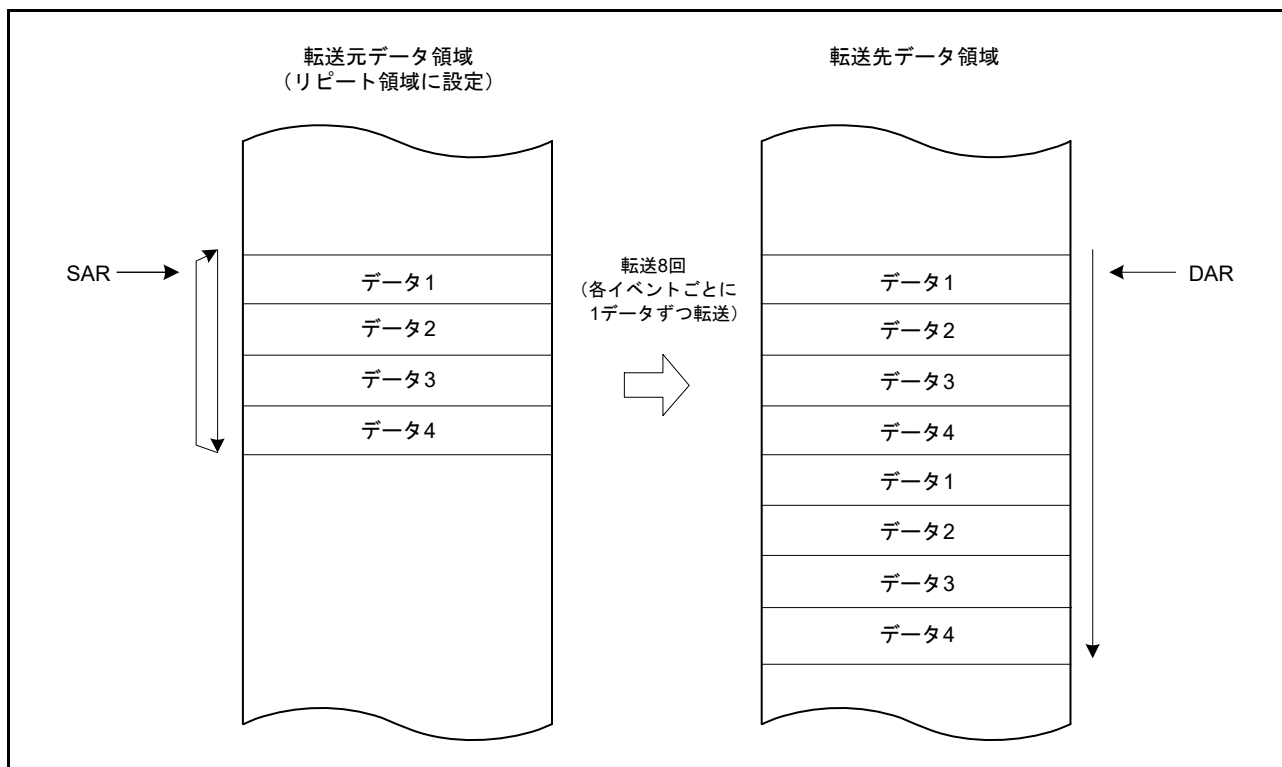 転送元データ領域
（リピート領域に設定）
転送先データ領域
SAR
データ1
データ2
データ3
データ4
転送8回
（各イベントごとに
1データずつ転送）
DAR
データ1
データ2
データ3
データ4
データ1
データ2
データ3
データ4